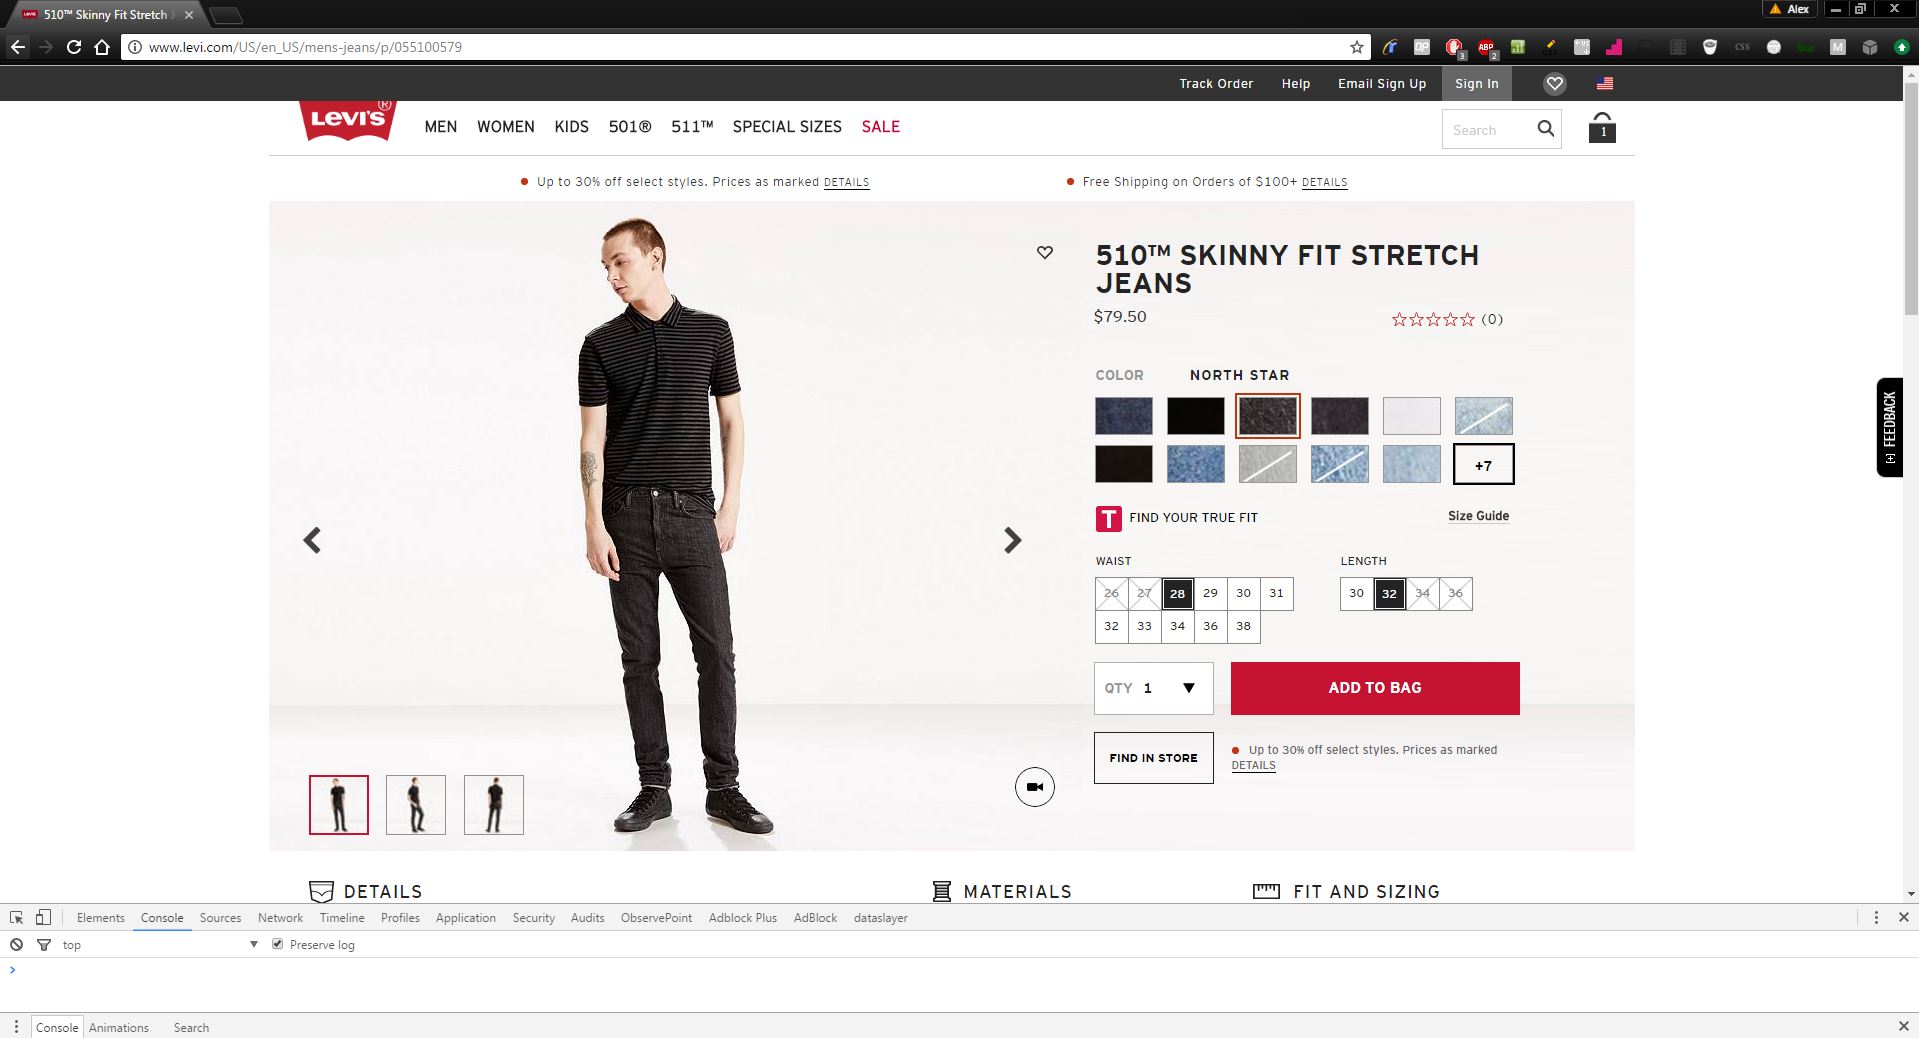 Levi's 510™ Skinny Fit Stretch J
Alex
www.levi.com/US/en_US/mens-jeans/p/055100579
OP 3 ABP 2 CSS M
Track Order Help Email Sign Up Sign In
Levi's®
MEN WOMEN KIDS 501® 511™ SPECIAL SIZES SALE
Search
1
Up to 30% off select styles. Prices as marked DETAILS
Free Shipping on Orders of $100+ DETAILS
510™ SKINNY FIT STRETCH
JEANS
$79.50
(0)
COLOR NORTH STAR
+7
T FIND YOUR TRUE FIT
Size Guide
WAIST
26 27 28 29 30 31
32 33 34 36 38
LENGTH
30 32 34 36
QTY 1
ADD TO BAG
FIND IN STORE
Up to 30% off select styles. Prices as marked
DETAILS
[+] FEEDBACK
DETAILS
MATERIALS
FIT AND SIZING
Elements Console Sources Network Timeline Profiles Application Security Audits ObservePoint Adblock Plus AdBlock dataslayer
top Preserve log
Console Animations Search